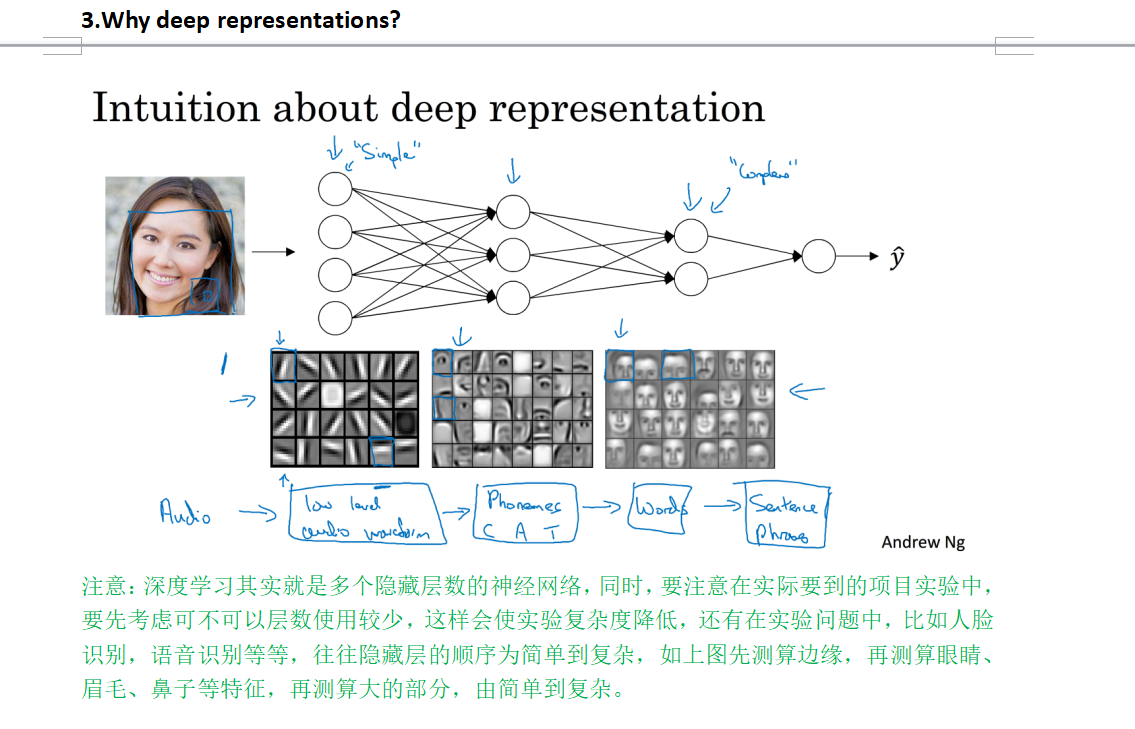 3.Why deep representations?
Intuition about deep representation
"Simple"
"Complex"
ŷ
Audio
low level
audio waveform
Phonemes
C A T
Words
Sentence
Phrases
Andrew Ng
注意：深度学习其实就是多个隐藏层数的神经网络，同时，要注意在实际要到的项目实验中，
要先考虑可不可以层数使用较少，这样会使实验复杂度降低，还有在实验问题中，比如人脸
识别，语音识别等等，往往隐藏层的顺序为简单到复杂，如上图先测算边缘，再测算眼睛、
眉毛、鼻子等特征，再测算大的部分，由简单到复杂。